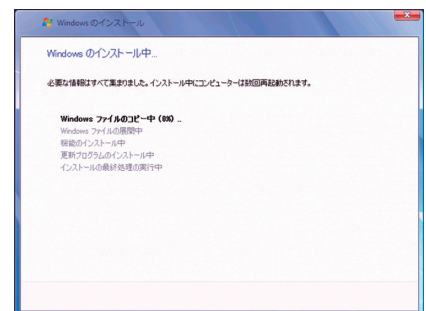 Windows のインストール
Windows のインストール中...
必要な情報はすべて集まりました。インストール中にコンピューターは数回再起動されます。
Windows ファイルのコピー中 (0%) ..
Windows ファイルの展開中
機能のインストール中
更新プログラムのインストール中
インストールの最終処理の実行中